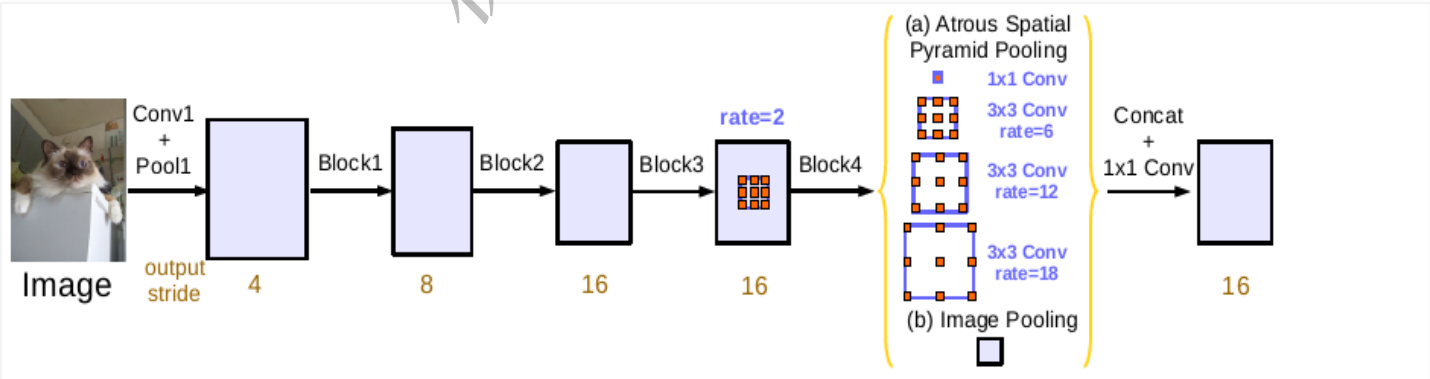 (a) Atrous Spatial
Pyramid Pooling
1x1 Conv
3x3 Conv
rate=6
3x3 Conv
rate=12
3x3 Conv
rate=18
(b) Image Pooling
Conv1
+
Pool1
Block1
Block2
Block3
rate=2
Block4
Concat
+
1x1 Conv
Image
output
stride
4
8
16
16
16